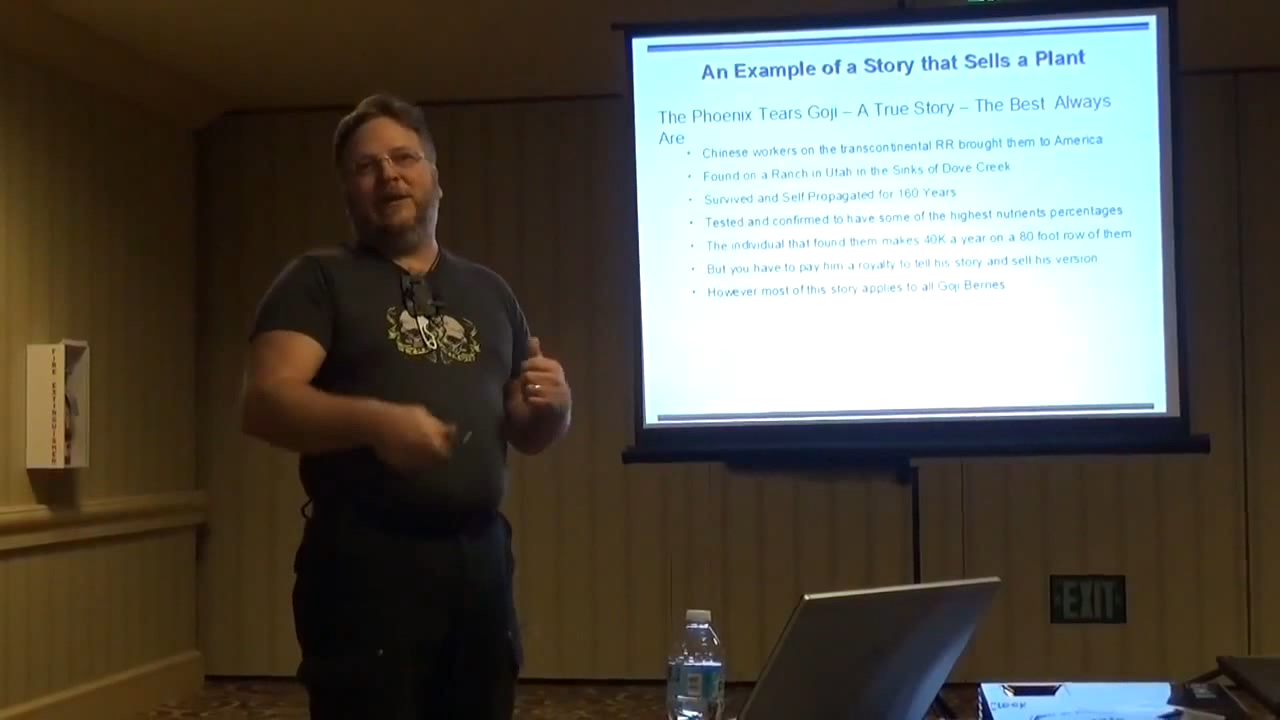 An Example of a Story that Sells a Plant
The Phoenix Tears Goji – A True Story – The Best Always
Are
• Chinese workers on the transcontinental RR brought them to America
• Found on a Ranch in Utah in the Sinks of Dove Creek
• Survived and Self Propagated for 160 Years
• Tested and confirmed to have some of the highest nutrients percentages
• The individual that found them makes 40K a year on a 80 foot row of them
• But you have to pay him a royalty to tell his story and sell his version
• However most of this story applies to all Goji Berries
FIRE EXTINGUISHER
EXIT